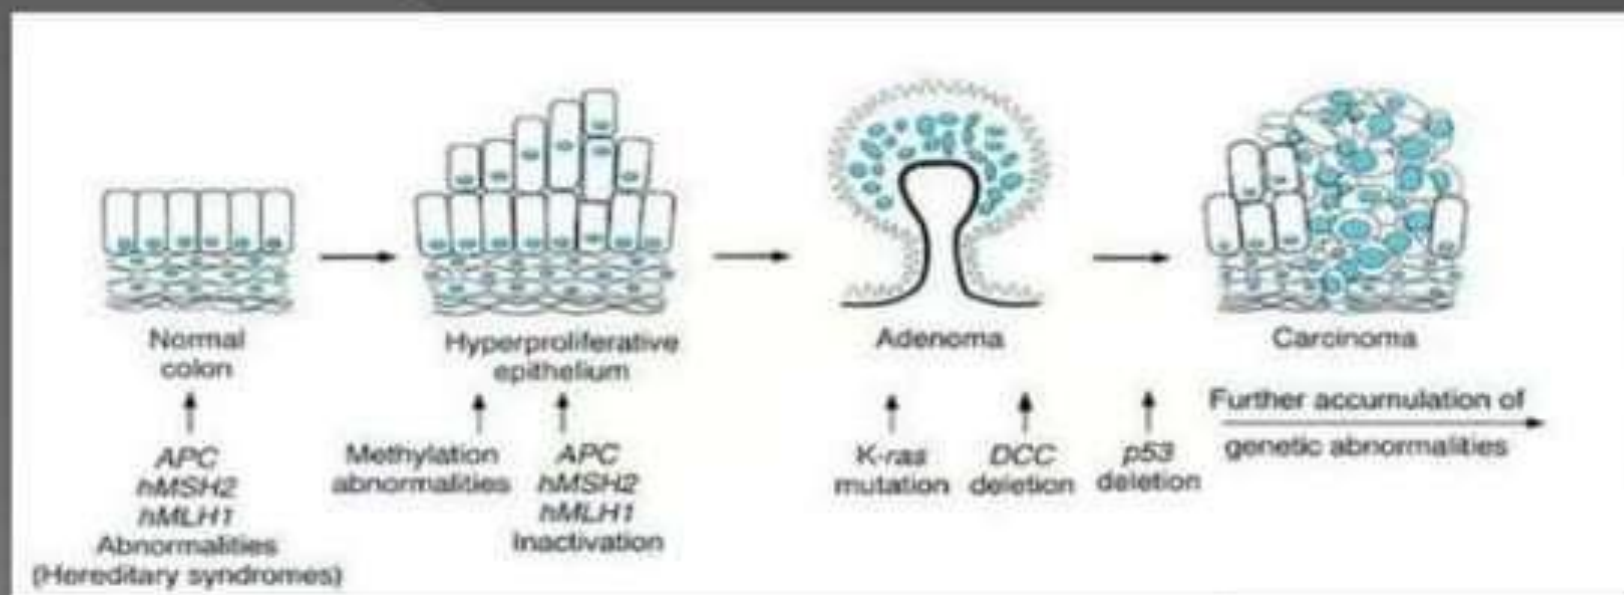 Normal
colon
Hyperproliferative
epithelium
Adenoma
Carcinoma
APC
hMSH2
hMLH1
Abnormalities
(Hereditary syndromes)
Methylation
abnormalities
APC
hMSH2
hMLH1
Inactivation
K-ras
mutation
DCC
deletion
p53
deletion
Further accumulation of
genetic abnormalities